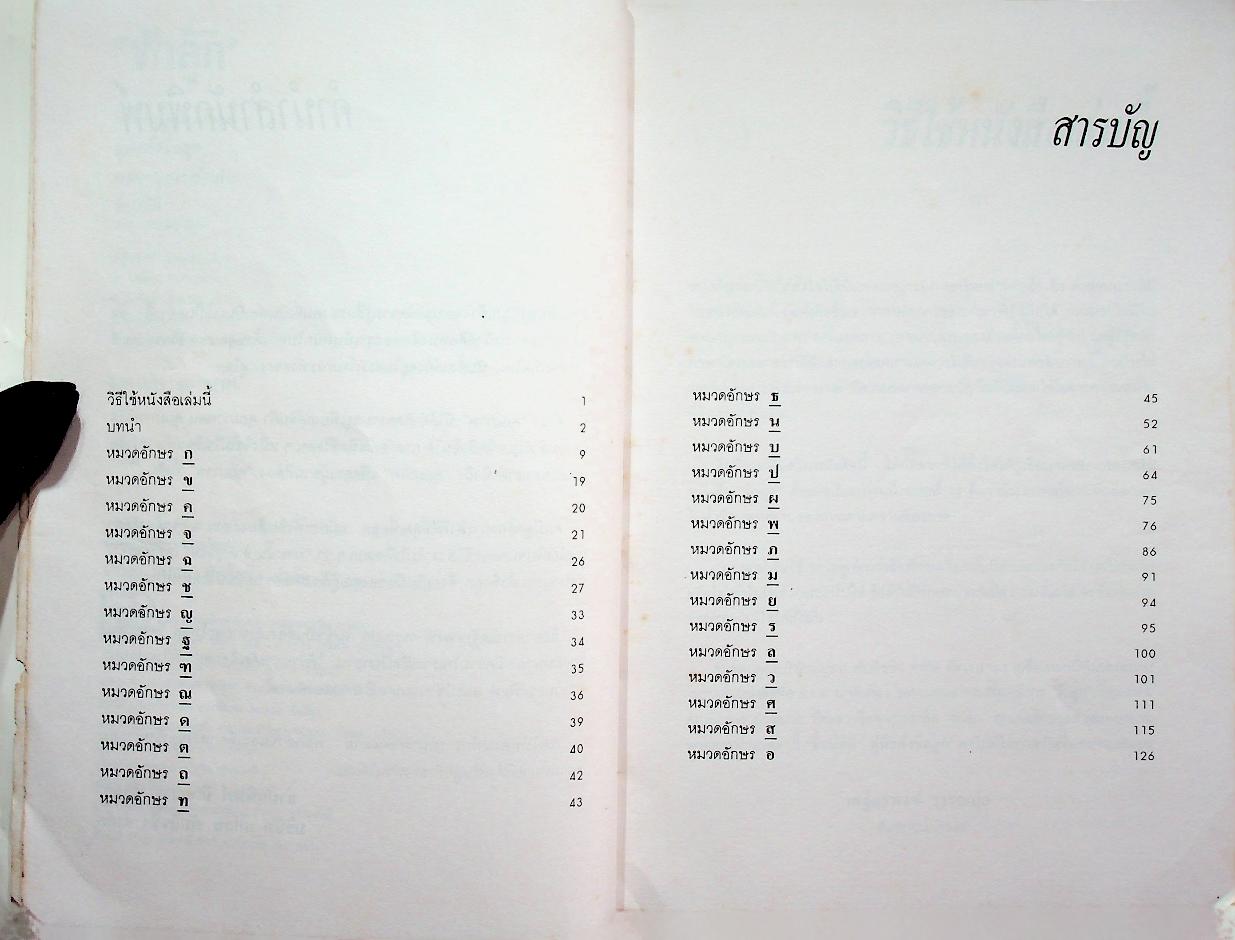 สารบัญ
วิธีใช้หนังสือเล่มนี้ 1
บทนำ 2
หมวดอักษร ก 9
หมวดอักษร ข 19
หมวดอักษร ค 20
หมวดอักษร จ 21
หมวดอักษร ฉ 26
หมวดอักษร ช 27
หมวดอักษร ญ 33
หมวดอักษร ฐ 34
หมวดอักษร ฑ 35
หมวดอักษร ฌ 36
หมวดอักษร ด 39
หมวดอักษร ต 40
หมวดอักษร ถ 42
หมวดอักษร ท 43
หมวดอักษร ธ 45
หมวดอักษร น 52
หมวดอักษร บ 61
หมวดอักษร ป 64
หมวดอักษร ผ 75
หมวดอักษร พ 76
หมวดอักษร ภ 86
หมวดอักษร ม 91
หมวดอักษร ย 94
หมวดอักษร ร 95
หมวดอักษร ล 100
หมวดอักษร ว 101
หมวดอักษร ศ 111
หมวดอักษร ส 115
หมวดอักษร อ 126